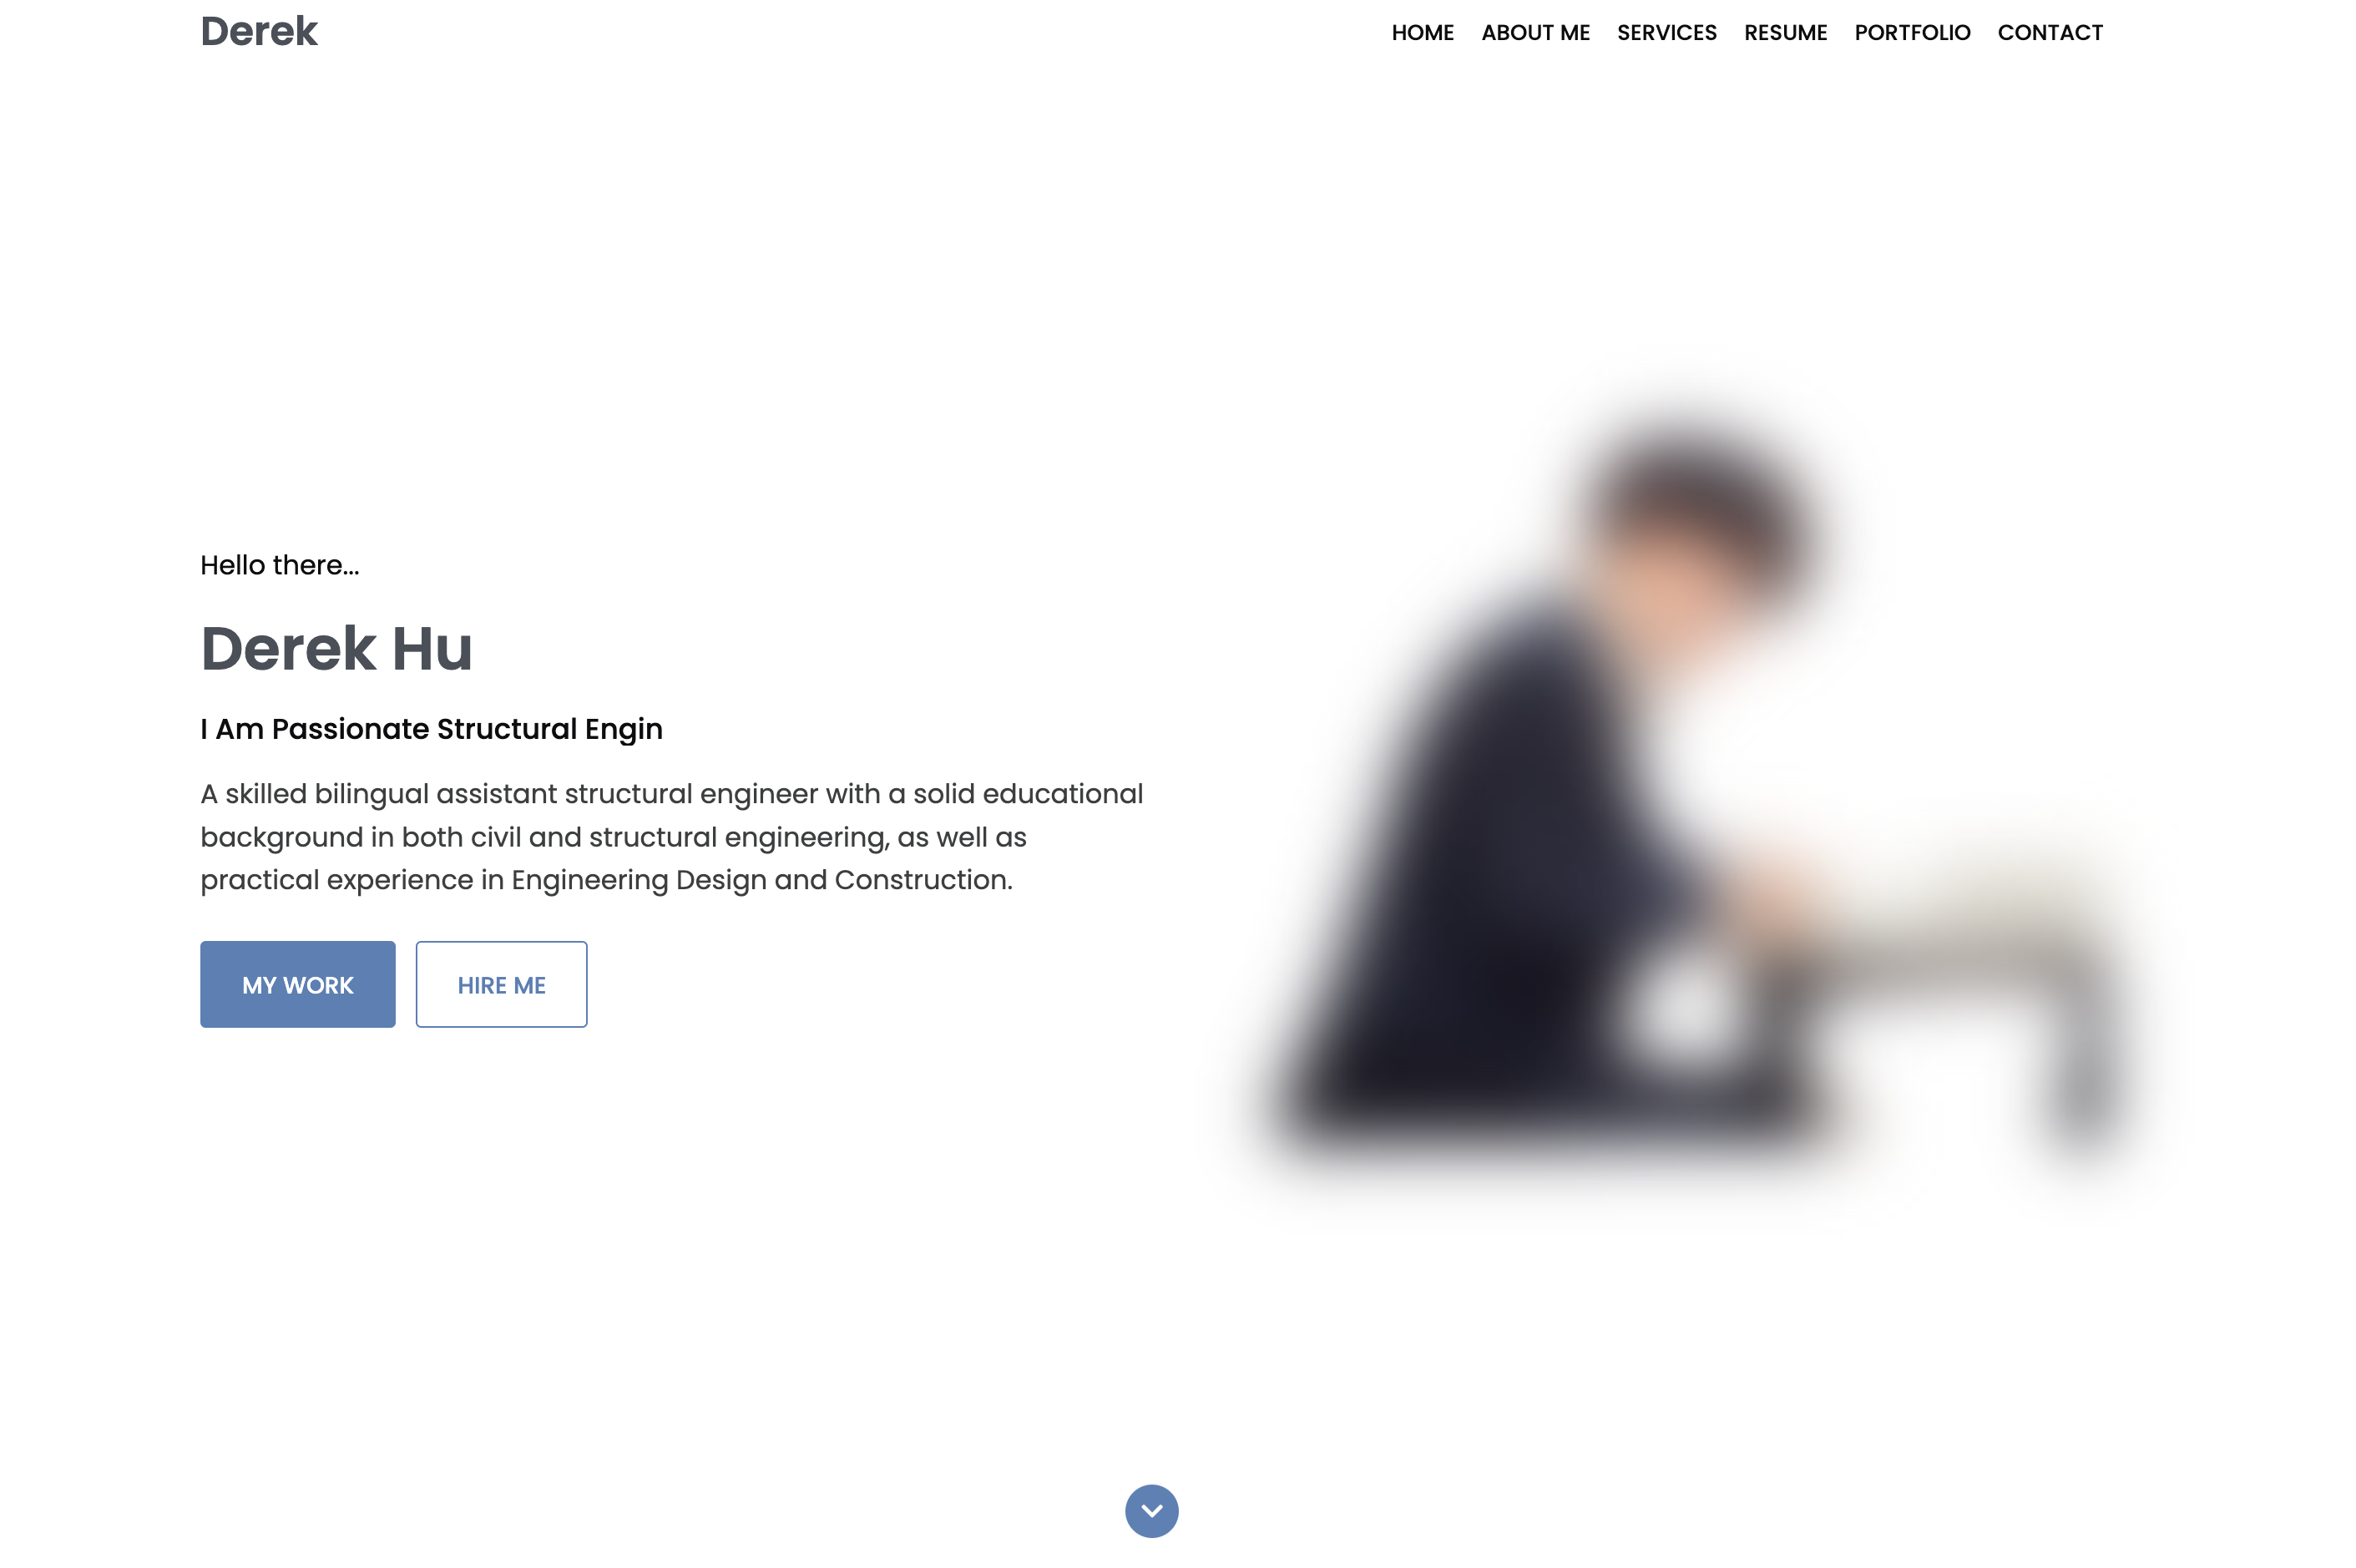 Derek
HOME ABOUT ME SERVICES RESUME PORTFOLIO CONTACT
Hello there...
Derek Hu
I Am Passionate Structural Engin
A skilled bilingual assistant structural engineer with a solid educational
background in both civil and structural engineering, as well as
practical experience in Engineering Design and Construction.
MY WORK HIRE ME